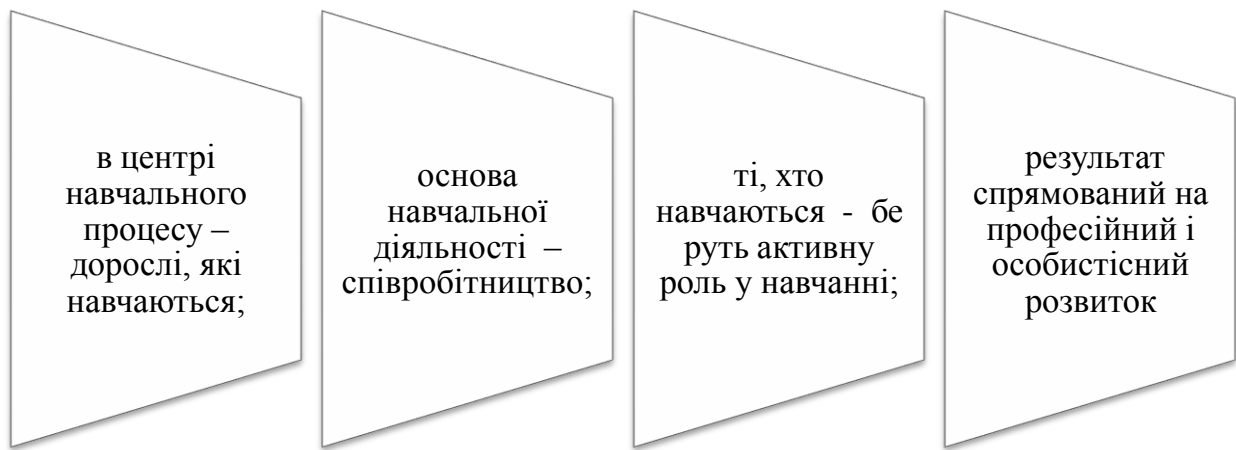 в центрі
навчального
процесу –
дорослі, які
навчаються;
основа
навчальної
діяльності –
співробітництво;
ті, хто
навчаються - бе
руть активну
роль у навчанні;
результат
спрямований на
професійний і
особистісний
розвиток